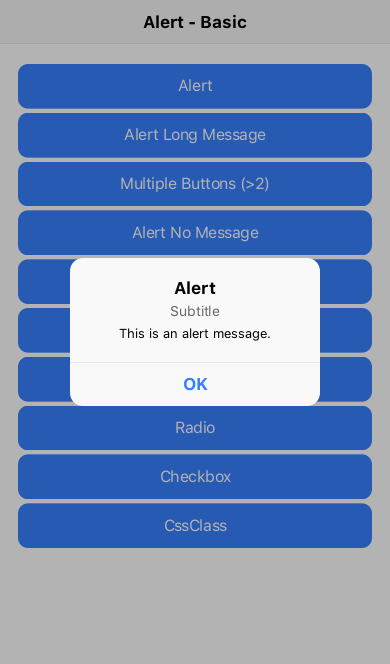 Alert - Basic
Alert
Alert Long Message
Multiple Buttons (>2)
Alert No Message
Alert
Subtitle
This is an alert message.
OK
Radio
Checkbox
CssClass